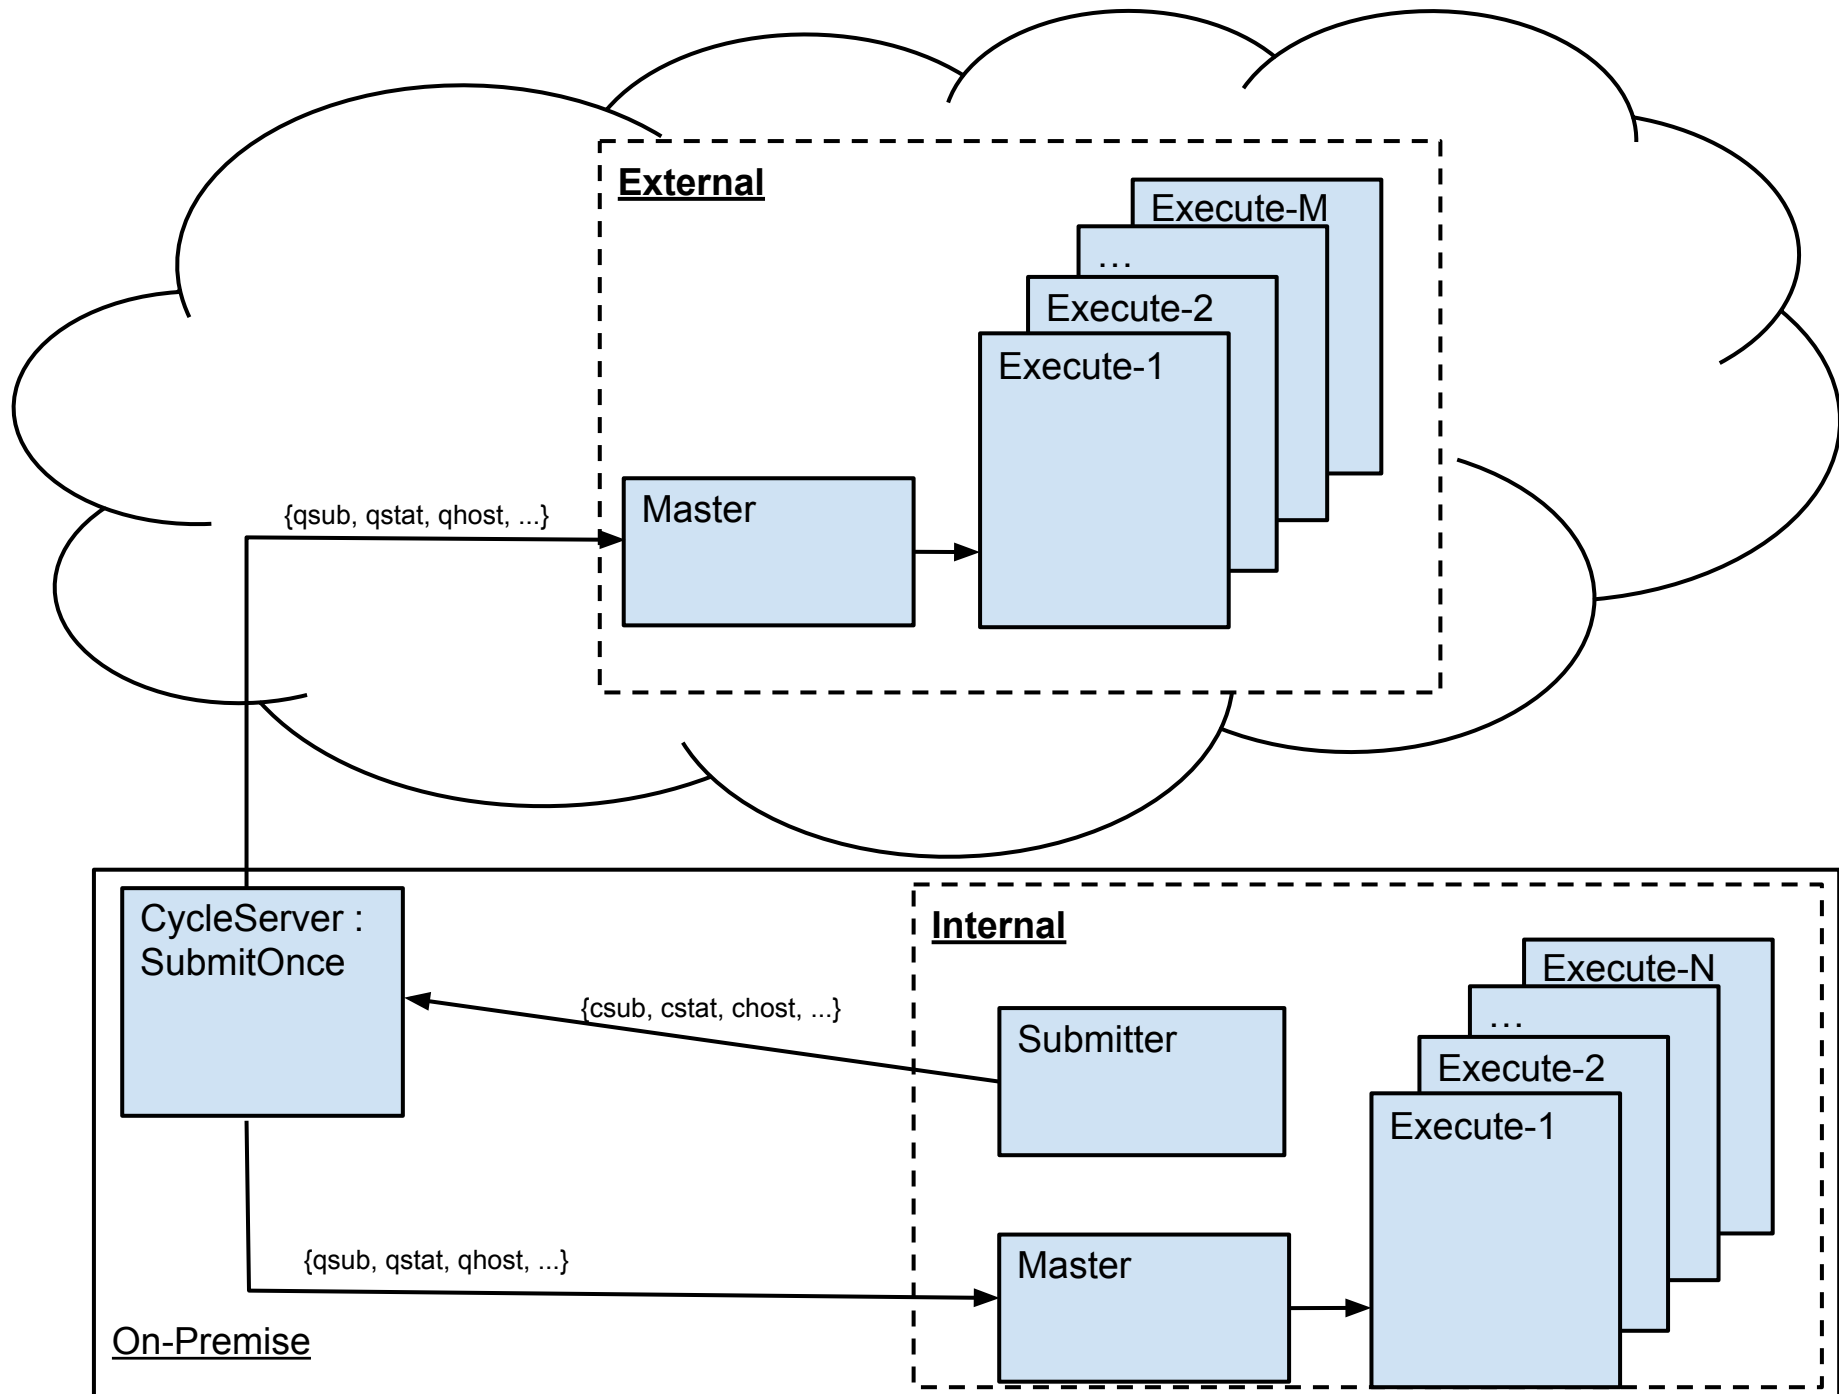 External
Execute-M
...
Execute-2
Execute-1
{qsub, qstat, qhost, ...}
Master
CycleServer :
SubmitOnce
Internal
Execute-N
...
{csub, cstat, chost, ...}
Submitter
Execute-2
Execute-1
{qsub, qstat, qhost, ...}
Master
On-Premise